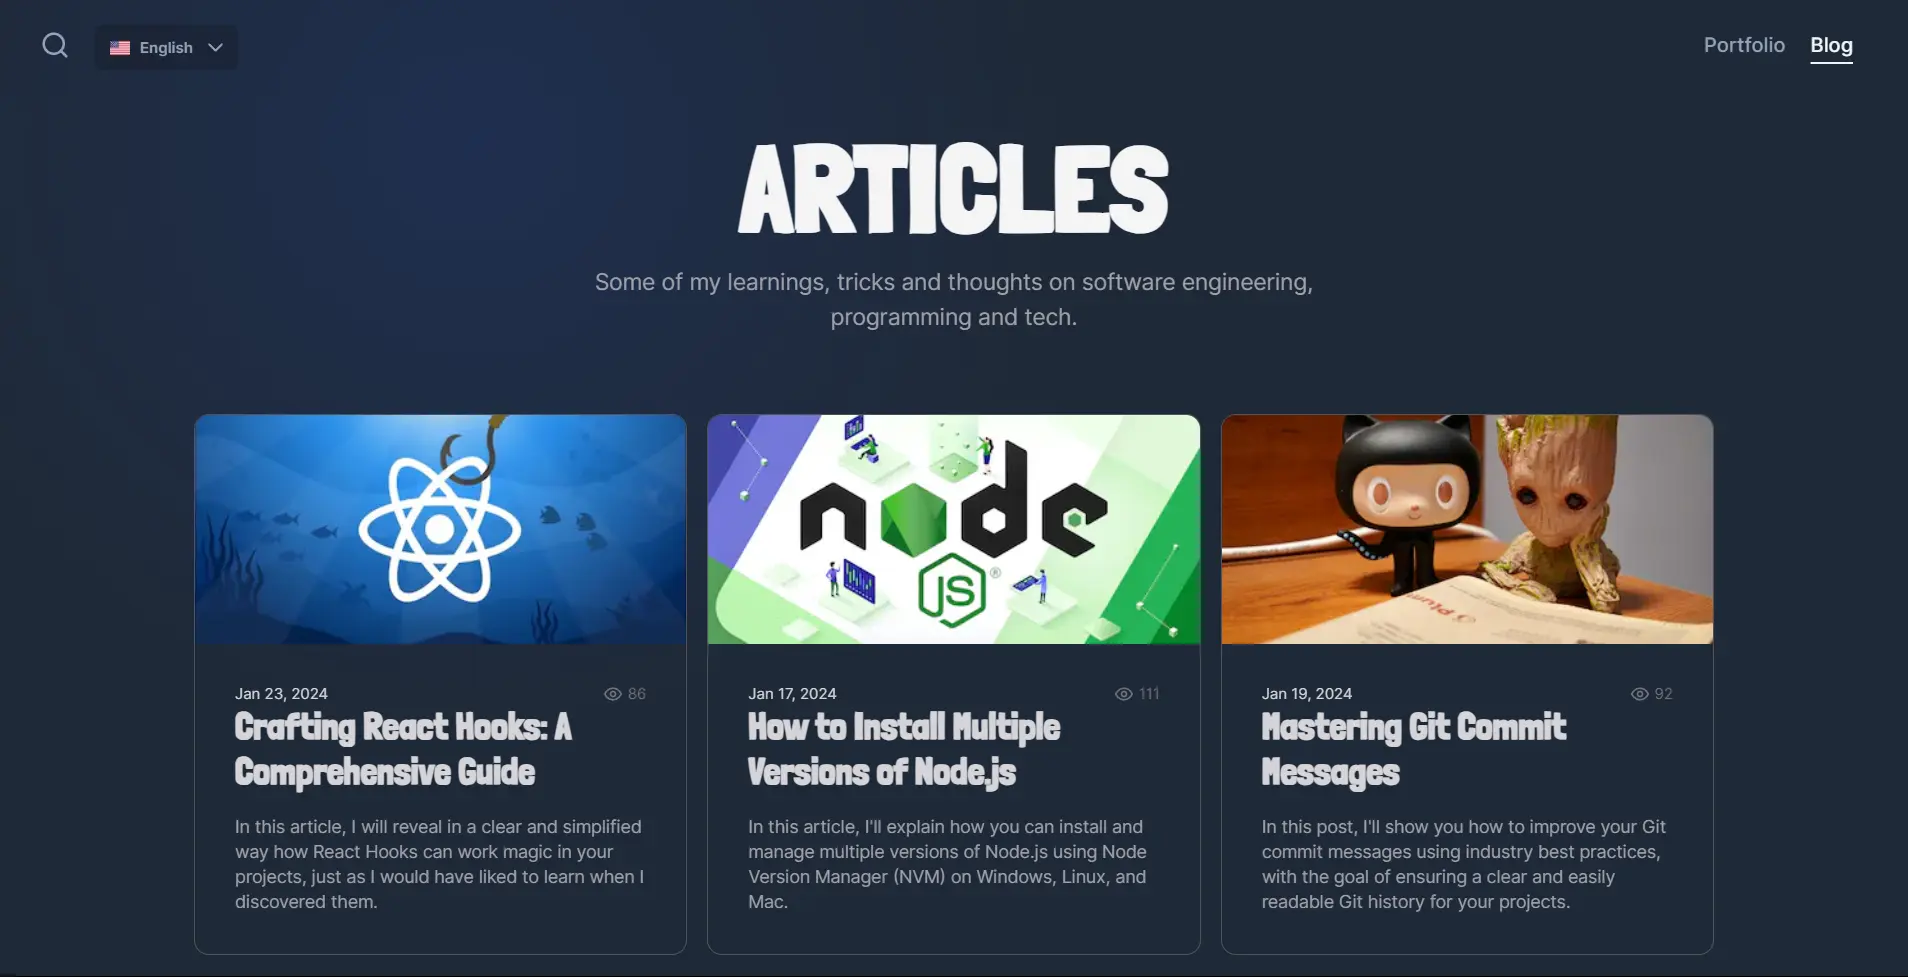 English
Portfolio
Blog
ARTICLES
Some of my learnings, tricks and thoughts on software engineering,
programming and tech.
node
JS
®
Plum
Jan 23, 2024
86
Crafting React Hooks: A
Comprehensive Guide
In this article, I will reveal in a clear and simplified
way how React Hooks can work magic in your
projects, just as I would have liked to learn when I
discovered them.
Jan 17, 2024
111
How to Install Multiple
Versions of Node.js
In this article, I'll explain how you can install and
manage multiple versions of Node.js using Node
Version Manager (NVM) on Windows, Linux, and
Mac.
Jan 19, 2024
92
Mastering Git Commit
Messages
In this post, I'll show you how to improve your Git
commit messages using industry best practices,
with the goal of ensuring a clear and easily
readable Git history for your projects.